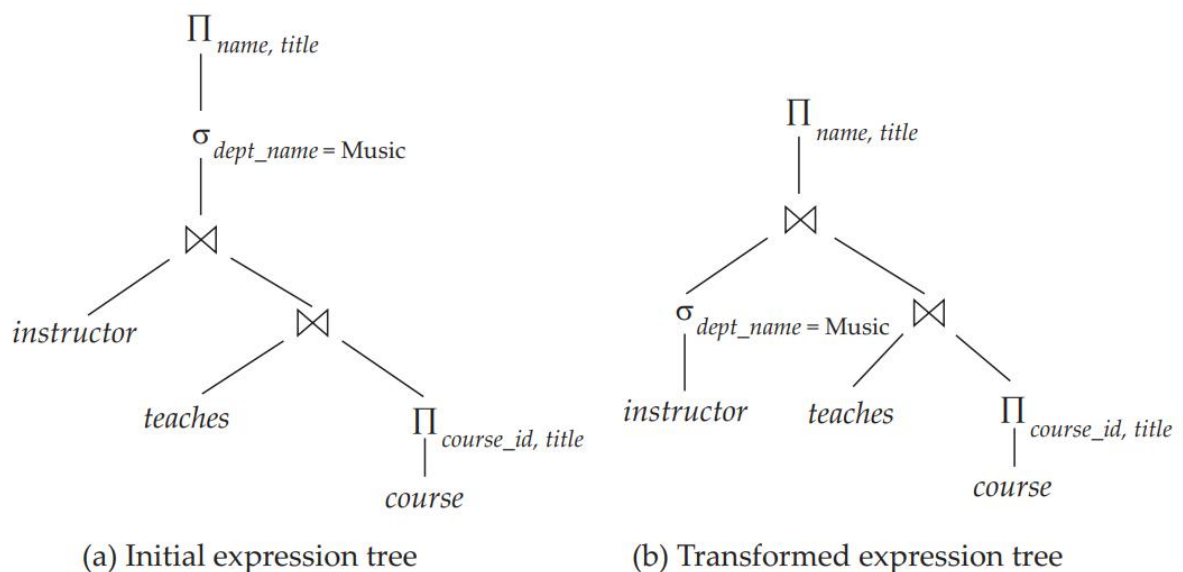 Π name, title
σ dept_name = Music
⋈
instructor
⋈
teaches
Π course_id, title
course
(a) Initial expression tree
Π name, title
⋈
σ dept_name = Music
⋈
instructor
teaches
Π course_id, title
course
(b) Transformed expression tree